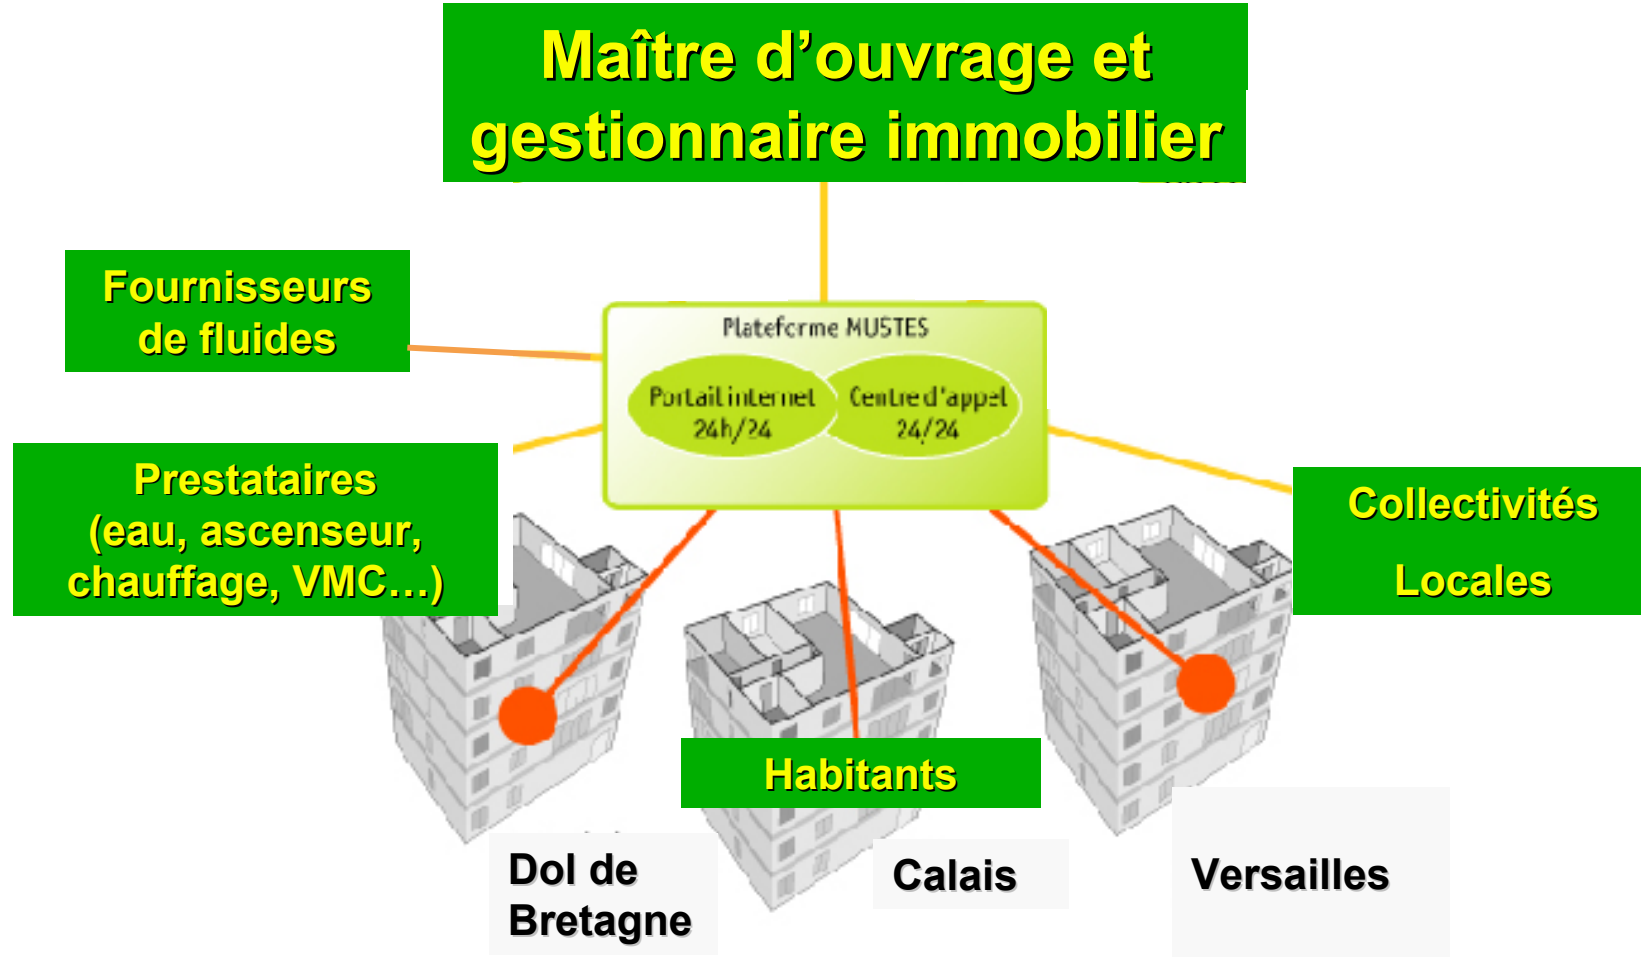 Maître d’ouvrage et
gestionnaire immobilier
Fournisseurs
de fluides
Plateforme MUSTES
Portail internet
24h/24
Centre d'appel
24/24
Prestataires
(eau, ascenseur,
chauffage, VMC…)
Collectivités
Locales
Habitants
Dol de
Bretagne
Calais
Versailles